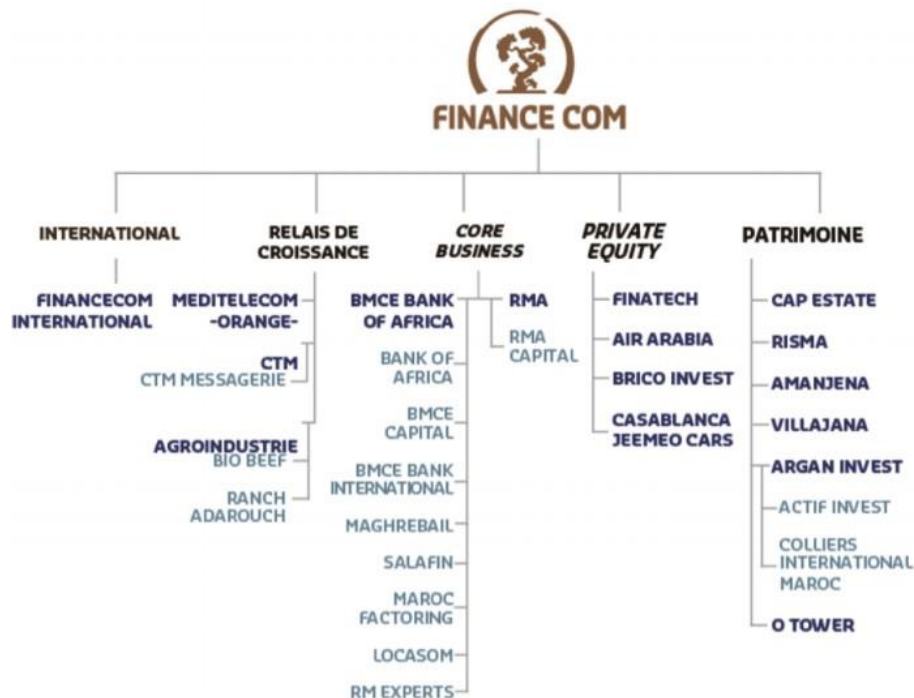 FINANCE COM
INTERNATIONAL
FINANCECOM
INTERNATIONAL
RELAIS DE
CROISSANCE
MEDITELECOM
-ORANGE-
CTM
CTM MESSAGERIE
AGROINDUSTRIE
BIO BEEF
RANCH
ADAROUCH
CORE
BUSINESS
BMCE BANK
OF AFRICA
BANK OF
AFRICA
BMCE
CAPITAL
BMCE BANK
INTERNATIONAL
MAGHREBAIL
SALAFIN
MAROC
FACTORING
LOCASOM
RM EXPERTS
RMA
RMA
CAPITAL
PRIVATE
EQUITY
FINATECH
AIR ARABIA
BRICO INVEST
CASABLANCA
JEEMEO CARS
PATRIMOINE
CAP ESTATE
RISMA
AMANJENA
VILLAJANA
ARGAN INVEST
ACTIF INVEST
COLLIERS
INTERNATIONAL
MAROC
O TOWER